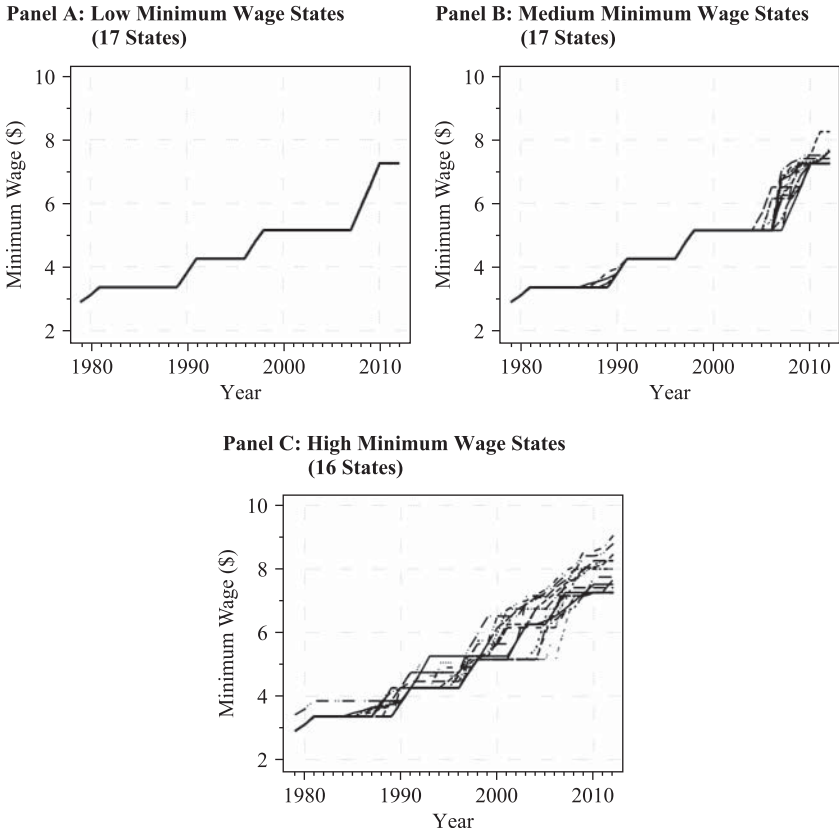 Panel A: Low Minimum Wage States
(17 States)
10
8
6
4
2
Minimum Wage ($)
1980
1990
2000
2010
Year
Panel B: Medium Minimum Wage States
(17 States)
10
8
6
4
2
Minimum Wage ($)
1980
1990
2000
2010
Year
Panel C: High Minimum Wage States
(16 States)
10
8
6
4
2
Minimum Wage ($)
1980
1990
2000
2010
Year